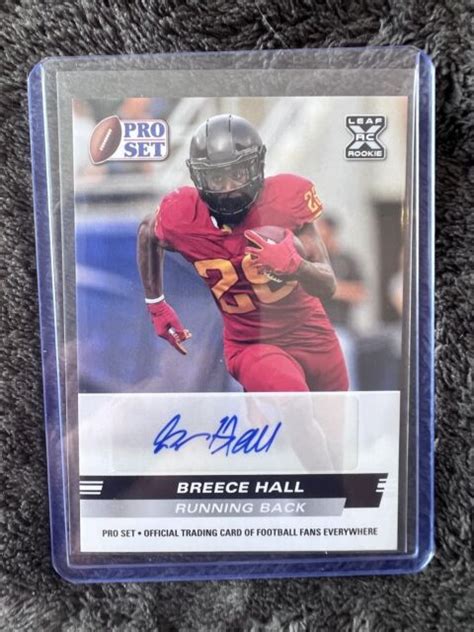 PRO
SET
LEAF
X
RC
ROOKIE
28
Br Hall
BREECE HALL
RUNNING BACK
PRO SET • OFFICIAL TRADING CARD OF FOOTBALL FANS EVERYWHERE